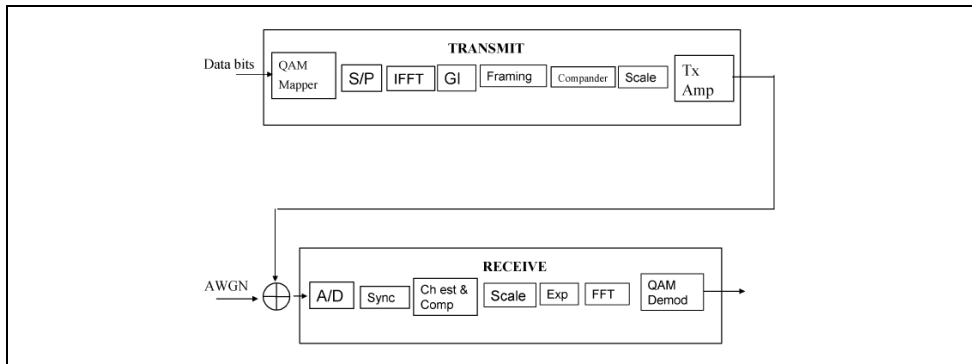 TRANSMIT
Data bits
QAM
Mapper
S/P
IFFT
GI
Framing
Compander
Scale
Tx
Amp
RECEIVE
AWGN
A/D
Sync
Ch est &
Comp
Scale
Exp
FFT
QAM
Demod